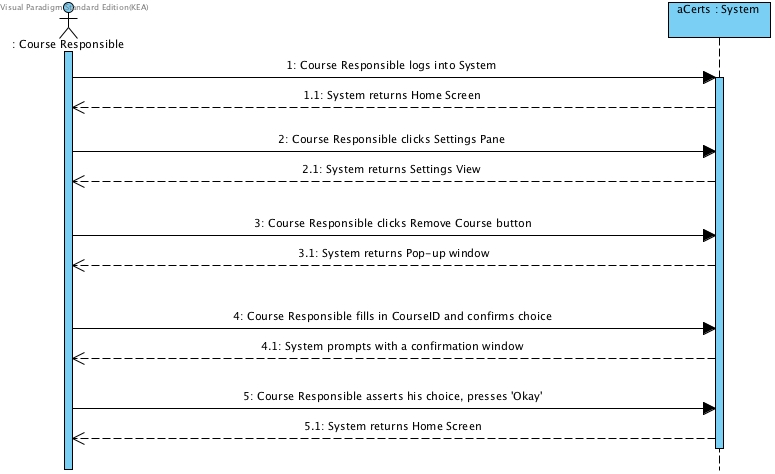 Visual Paradigm Standard Edition(KEA)
aCerts : System
: Course Responsible
1: Course Responsible logs into System
1.1: System returns Home Screen
2: Course Responsible clicks Settings Pane
2.1: System returns Settings View
3: Course Responsible clicks Remove Course button
3.1: System returns Pop-up window
4: Course Responsible fills in CourseID and confirms choice
4.1: System prompts with a confirmation window
5: Course Responsible asserts his choice, presses 'Okay'
5.1: System returns Home Screen